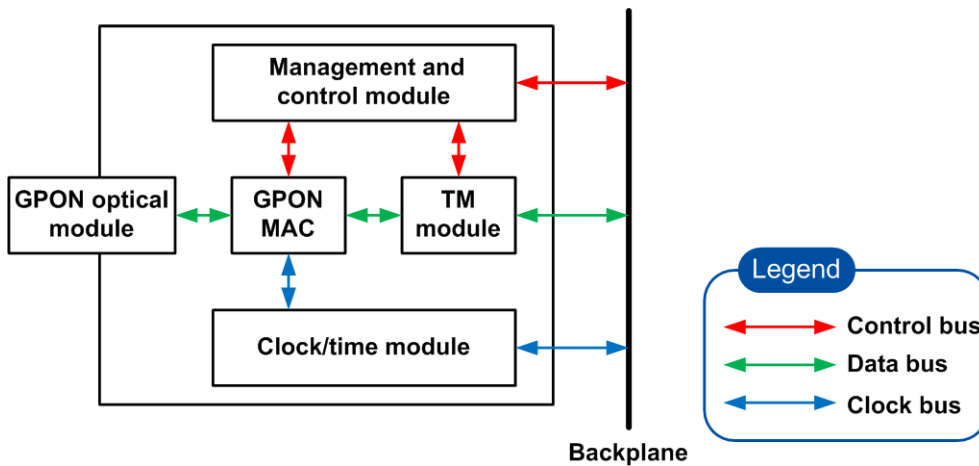 Management and
control module
GPON optical
module
GPON
MAC
TM
module
Clock/time module
Backplane
Legend
Control bus
Data bus
Clock bus